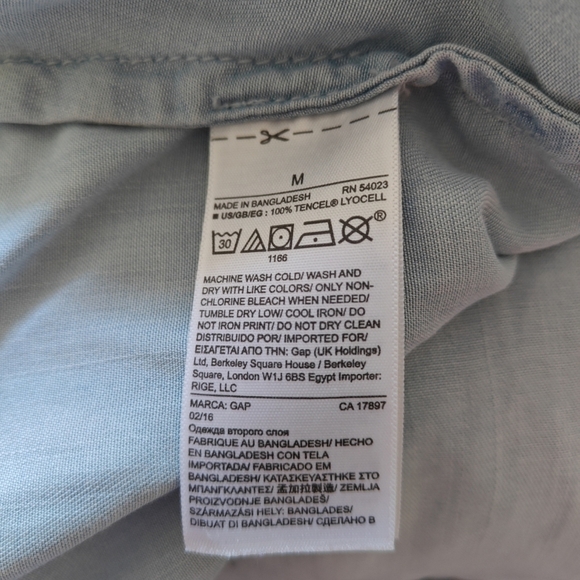 M
MADE IN BANGLADESH RN 54023
■ US/GB/EG : 100% TENCEL® LYOCELL
30 ®
1166
MACHINE WASH COLD/ WASH AND
DRY WITH LIKE COLORS/ ONLY NON-
CHLORINE BLEACH WHEN NEEDED/
TUMBLE DRY LOW/ COOL IRON/ DO
NOT IRON PRINT/ DO NOT DRY CLEAN
DISTRIBUIDO POR/ IMPORTED FOR/
ΕΙΣΑΓΕΤΑΙ ΑΠΟ ΤΗΝ: Gap (UK Holdings)
Ltd, Berkeley Square House / Berkeley
Square, London W1J 6BS Egypt Importer:
RIGE, LLC
MARCA: GAP CA 17897
02/16
Одежда второго слоя
FABRIQUE AU BANGLADESH/ HECHO
EN BANGLADESH CON TELA
IMPORTADA/ FABRICADO EM
BANGLADESH/ ΚΑΤΑΣΚΕΥΑΣΤΗΚΕ ΣΤΟ
ΜΠΑΝΓΚΛΑΝΤΕΣ/ 孟加拉製造/ ZEMLJA
PROIZVODNJE BANGLADEŠ/
SZÁRMAZÁSI HELY: BANGLADES/
DIBUAT DI BANGLADESH/ СДЕЛАНО В